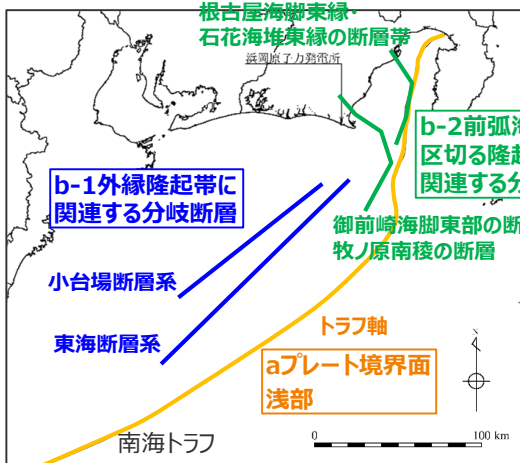 根古屋海脚東縁・
石花海堆東縁の断層帯
浜岡原子力発電所
b-2前弧海
区切る隆起
関連する分
b-1外縁隆起帯に
関連する分岐断層
御前崎海脚東部の断
牧ノ原南稜の断層
小台場断層系
東海断層系
トラフ軸
aプレート境界面
浅部
N
南海トラフ
0 100 km